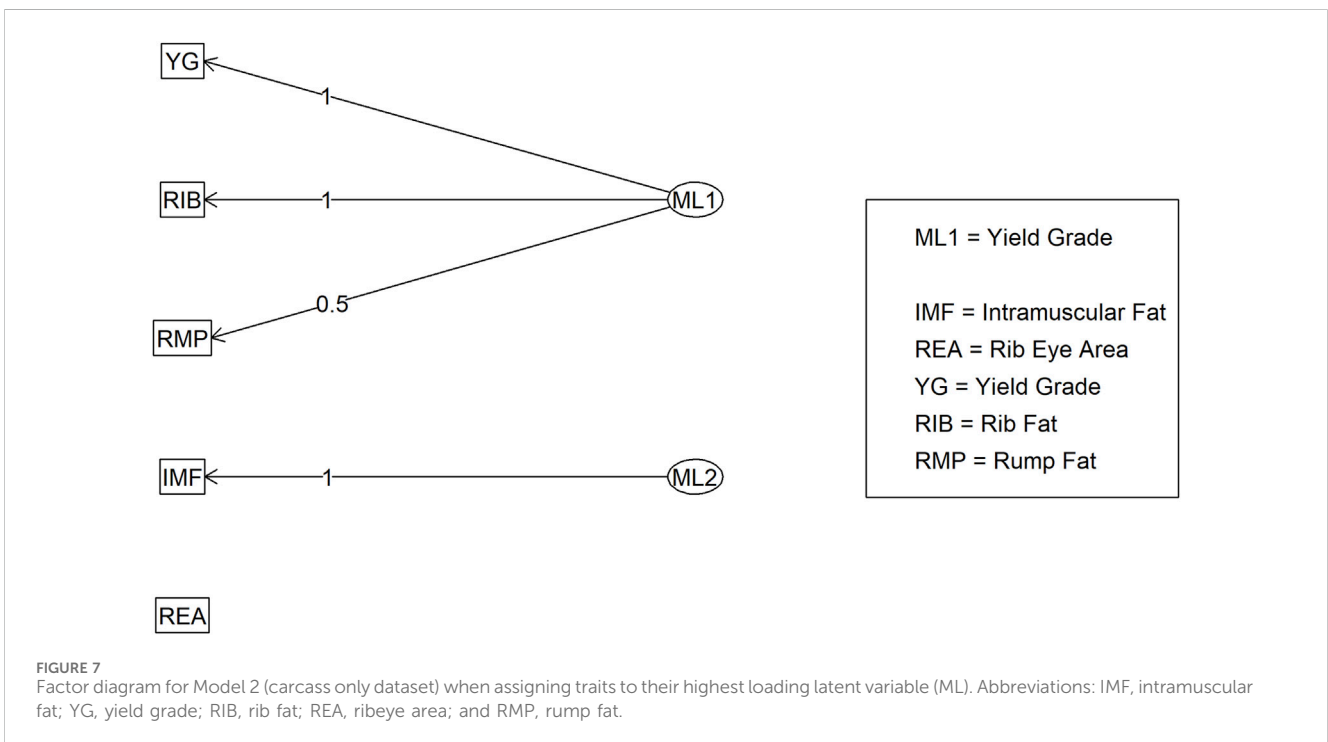 YG
1
RIB
1
ML1
0.5
RMP
IMF
1
ML2
REA
ML1 = Yield Grade
IMF = Intramuscular Fat
REA = Rib Eye Area
YG = Yield Grade
RIB = Rib Fat
RMP = Rump Fat
FIGURE 7
Factor diagram for Model 2 (carcass only dataset) when assigning traits to their highest loading latent variable (ML). Abbreviations: IMF, intramuscular
fat; YG, yield grade; RIB, rib fat; REA, ribeye area; and RMP, rump fat.